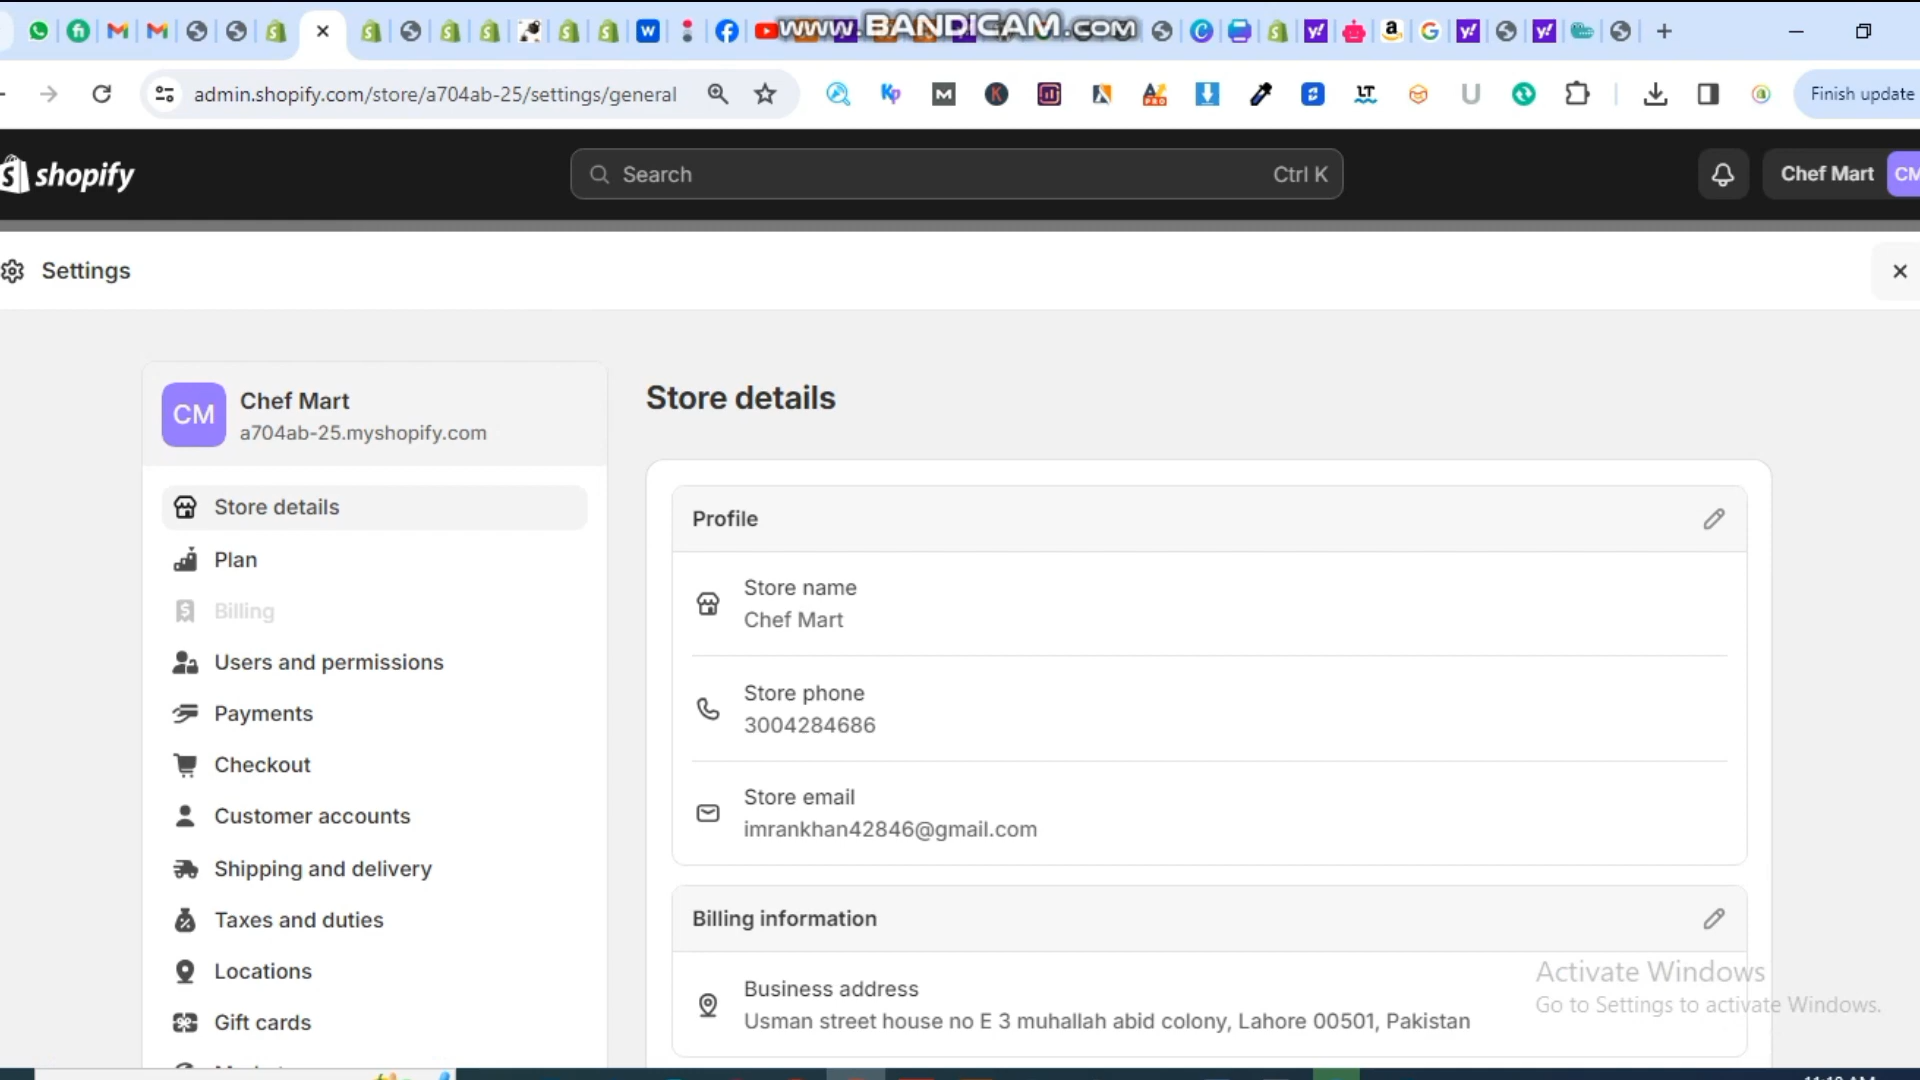 www.BANDICAM.com
admin.shopify.com/store/a704ab-25/settings/general
Finish update
shopify
Search
Ctrl K
Chef Mart
CM
Settings
CM
Chef Mart
a704ab-25.myshopify.com
Store details
Plan
Billing
Users and permissions
Payments
Checkout
Customer accounts
Shipping and delivery
Taxes and duties
Locations
Gift cards
Store details
Profile
Store name
Chef Mart
Store phone
3004284686
Store email
imrankhan42846@gmail.com
Billing information
Business address
Usman street house no E 3 muhallah abid colony, Lahore 00501, Pakistan
Activate Windows
Go to Settings to activate Windows.